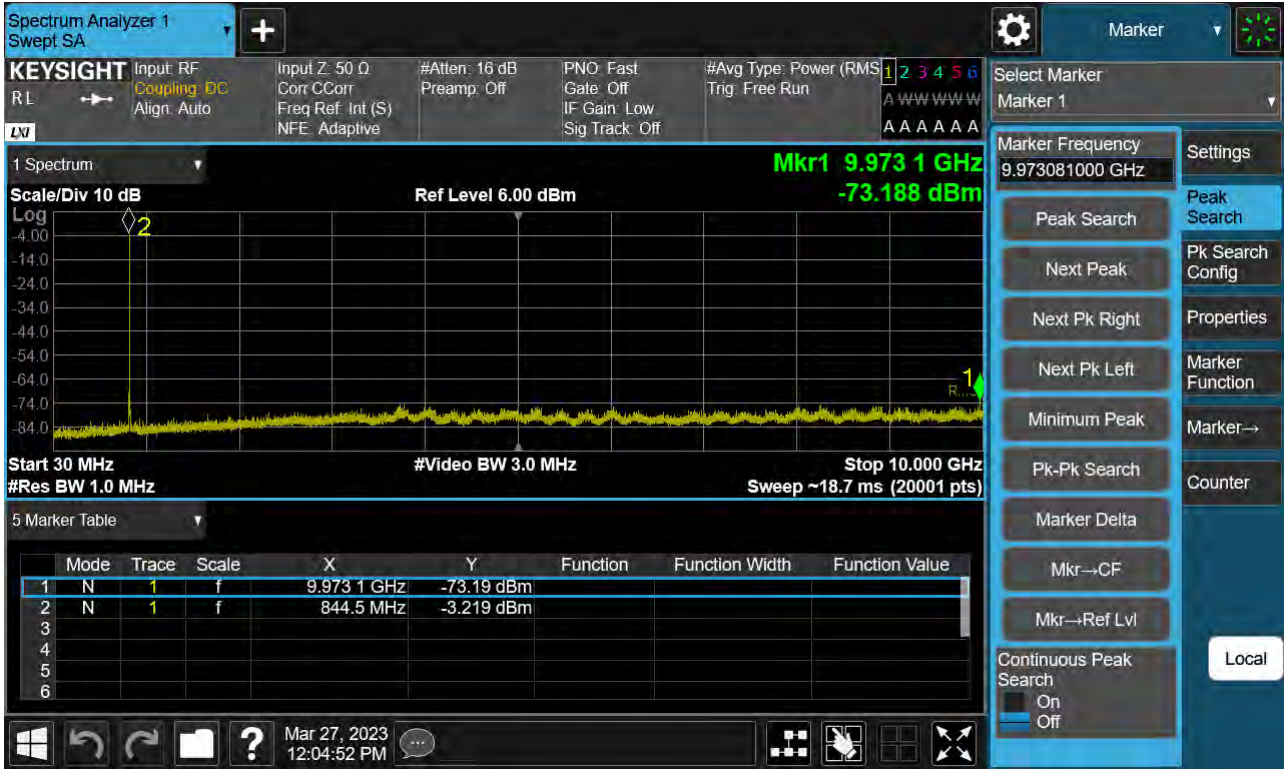 Spectrum Analyzer 1
Swept SA
Marker
KEYSIGHT
RL
LXI
Input: RF
Coupling: DC
Align: Auto
Input Z: 50 Ω
Corr CCorr
Freq Ref: Int (S)
NFE: Adaptive
#Atten: 16 dB
Preamp: Off
PNO: Fast
Gate: Off
IF Gain: Low
Sig Track: Off
#Avg Type: Power (RMS
Trig: Free Run
1 2 3 4 5 6
A W W W W W
A A A A A A
Select Marker
Marker 1
1 Spectrum
Mkr1 9.973 1 GHz
Scale/Div 10 dB
Ref Level 6.00 dBm
-73.188 dBm
Log
-4.00
-14.0
-24.0
-34.0
-44.0
-54.0
-64.0
-74.0
-84.0
2
1
R...
Start 30 MHz
#Video BW 3.0 MHz
Stop 10.000 GHz
#Res BW 1.0 MHz
Sweep ~18.7 ms (20001 pts)
5 Marker Table
Mode Trace Scale X Y Function Function Width Function Value
1 N 1 f 9.973 1 GHz -73.19 dBm
2 N 1 f 844.5 MHz -3.219 dBm
3
4
5
6
Marker Frequency
9.973081000 GHz
Peak Search
Next Peak
Next Pk Right
Next Pk Left
Minimum Peak
Pk-Pk Search
Marker Delta
Mkr→CF
Mkr→Ref Lvl
Continuous Peak
Search
On
Off
Settings
Peak
Search
Pk Search
Config
Properties
Marker
Function
Marker→
Counter
Local
?
Mar 27, 2023
12:04:52 PM